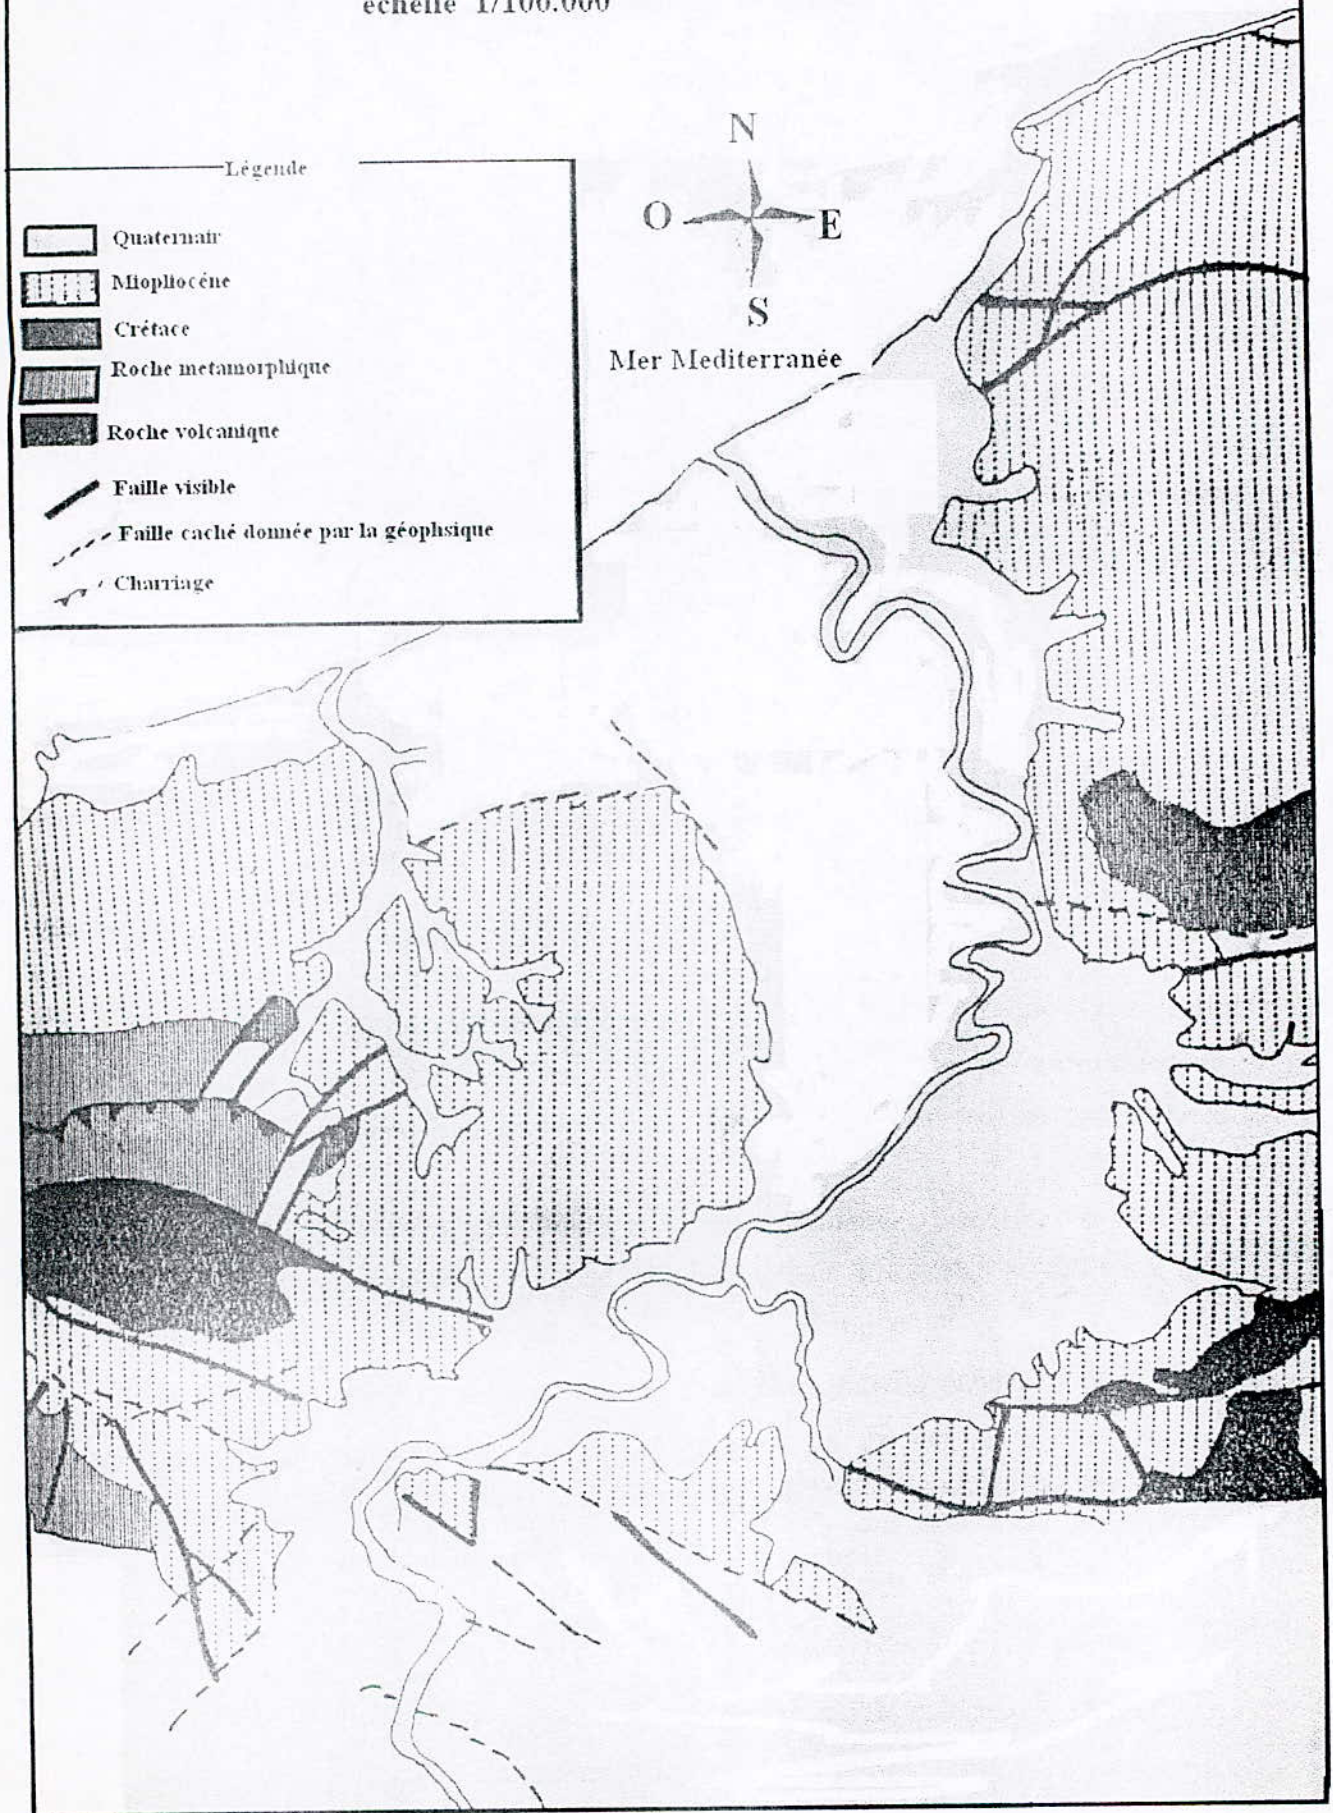 echelle 1/100.000
N
O E
S
Mer Mediterranée
Légende
Quaternair
Miopliocéne
Crétace
Roche metamorphique
Roche volcanique
Faille visible
Faille caché donnée par la géophsique
Charriage